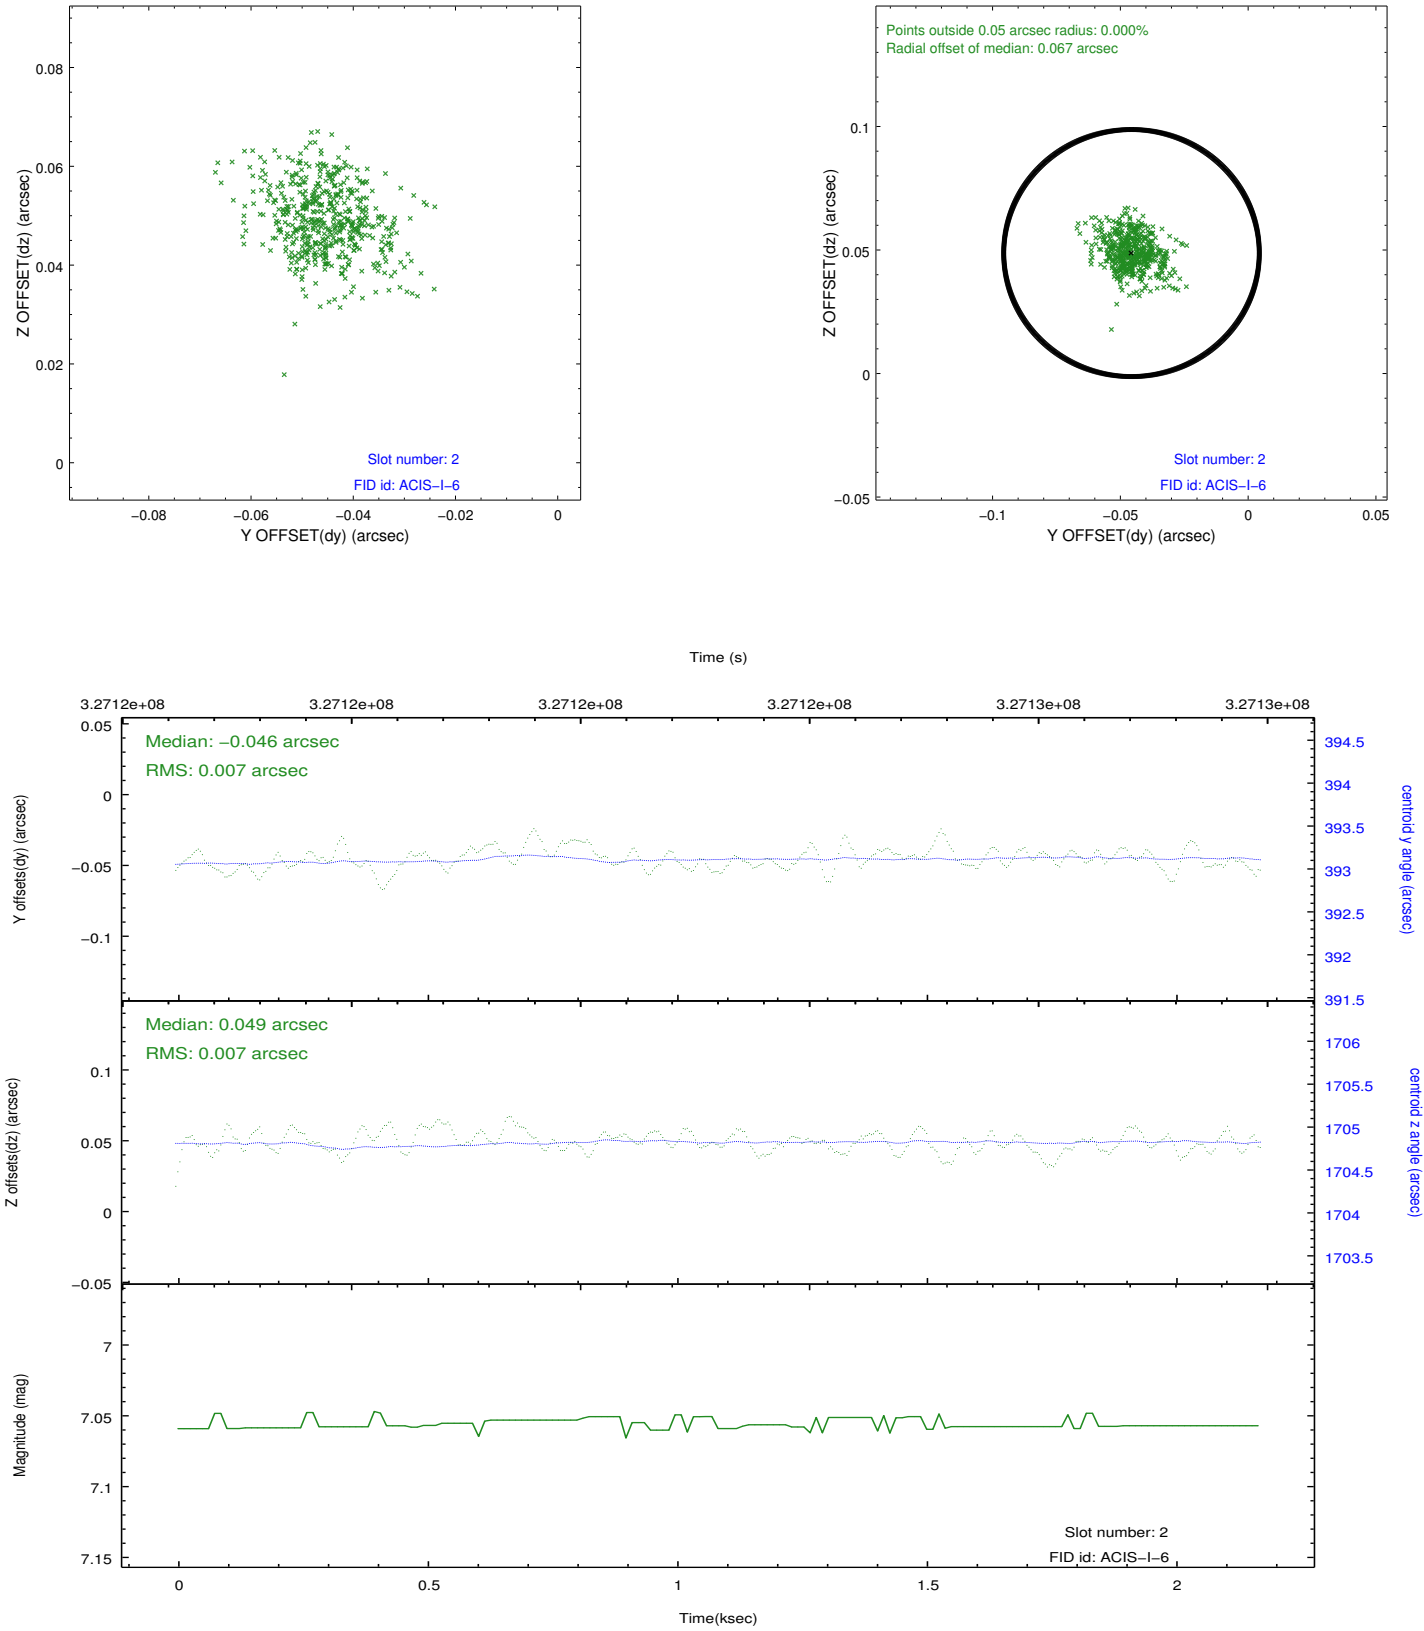 0.08
0.06
0.04
0.02
0
Z OFFSET(dz) (arcsec)
−0.08 −0.06 −0.04 −0.02 0
Y OFFSET(dy) (arcsec)
Slot number: 2
FID id: ACIS−I−6
Points outside 0.05 arcsec radius: 0.000%
Radial offset of median: 0.067 arcsec
0.1
0.05
0
−0.05
Z OFFSET(dz) (arcsec)
−0.1 −0.05 0 0.05
Y OFFSET(dy) (arcsec)
Slot number: 2
FID id: ACIS−I−6
Time (s)
3.2712e+08 3.2712e+08 3.2712e+08 3.2712e+08 3.2713e+08 3.2713e+08
Median: −0.046 arcsec
RMS: 0.007 arcsec
0.05
0
−0.05
−0.1
Y offsets(dy) (arcsec)
394.5
394
393.5
393
392.5
392
391.5
centroid y angle (arcsec)
Median: 0.049 arcsec
RMS: 0.007 arcsec
0.1
0.05
0
−0.05
Z offsets(dz) (arcsec)
1706
1705.5
1705
1704.5
1704
1703.5
centroid z angle (arcsec)
7
7.05
7.1
7.15
Magnitude (mag)
Slot number: 2
FID id: ACIS−I−6
0 0.5 1 1.5 2
Time(ksec)